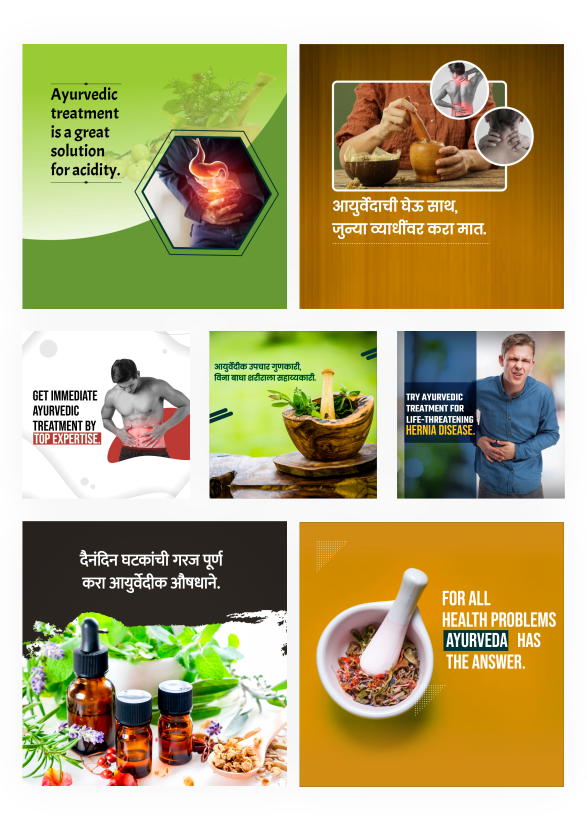 Ayurvedic
treatment
is a great
solution
for acidity.
आयुर्वेदाची घेऊ साथ,
जुन्या व्याधींवर करा मात.
GET IMMEDIATE
AYURVEDIC
TREATMENT BY
TOP EXPERTISE.
आयुर्वेदीक उपचार गुणकारी,
विना बाधा शरीराला सहाय्यकारी.
TRY AYURVEDIC
TREATMENT FOR
LIFE-THREATENING
HERNIA DISEASE.
दैनंदिन घटकांची गरज पूर्ण
करा आयुर्वेदीक औषधाने.
FOR ALL
HEALTH PROBLEMS
AYURVEDA HAS
THE ANSWER.